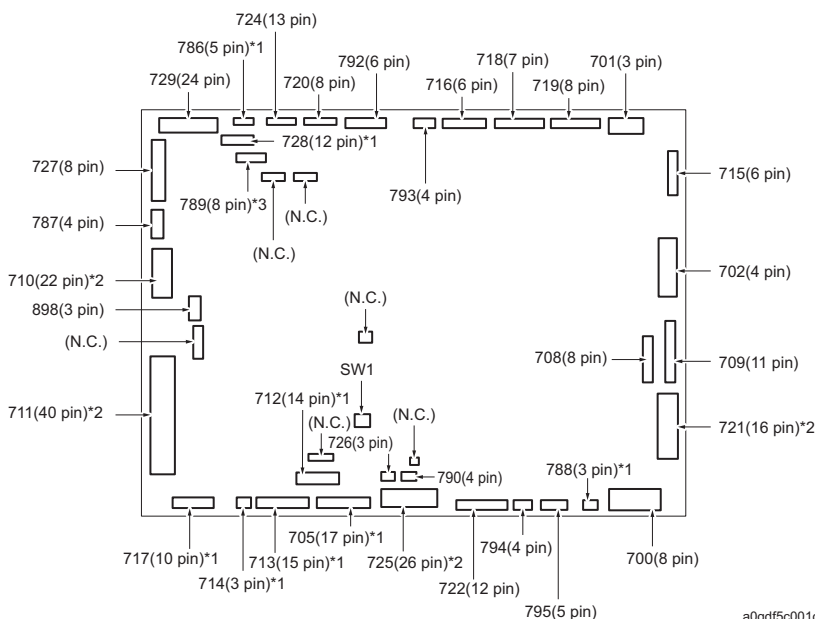 724(13 pin)
786(5 pin)*1
792(6 pin)
718(7 pin)
701(3 pin)
729(24 pin)
720(8 pin)
716(6 pin)
719(8 pin)
728(12 pin)*1
727(8 pin)
715(6 pin)
789(8 pin)*3
(N.C.)
793(4 pin)
787(4 pin)
(N.C.)
710(22 pin)*2
702(4 pin)
898(3 pin)
(N.C.)
(N.C.)
708(8 pin)
709(11 pin)
SW1
712(14 pin)*1
711(40 pin)*2
(N.C.)
(N.C.)
721(16 pin)*2
726(3 pin)
790(4 pin)
788(3 pin)*1
717(10 pin)*1
713(15 pin)*1
705(17 pin)*1
725(26 pin)*2
794(4 pin)
700(8 pin)
714(3 pin)*1
722(12 pin)
795(5 pin)